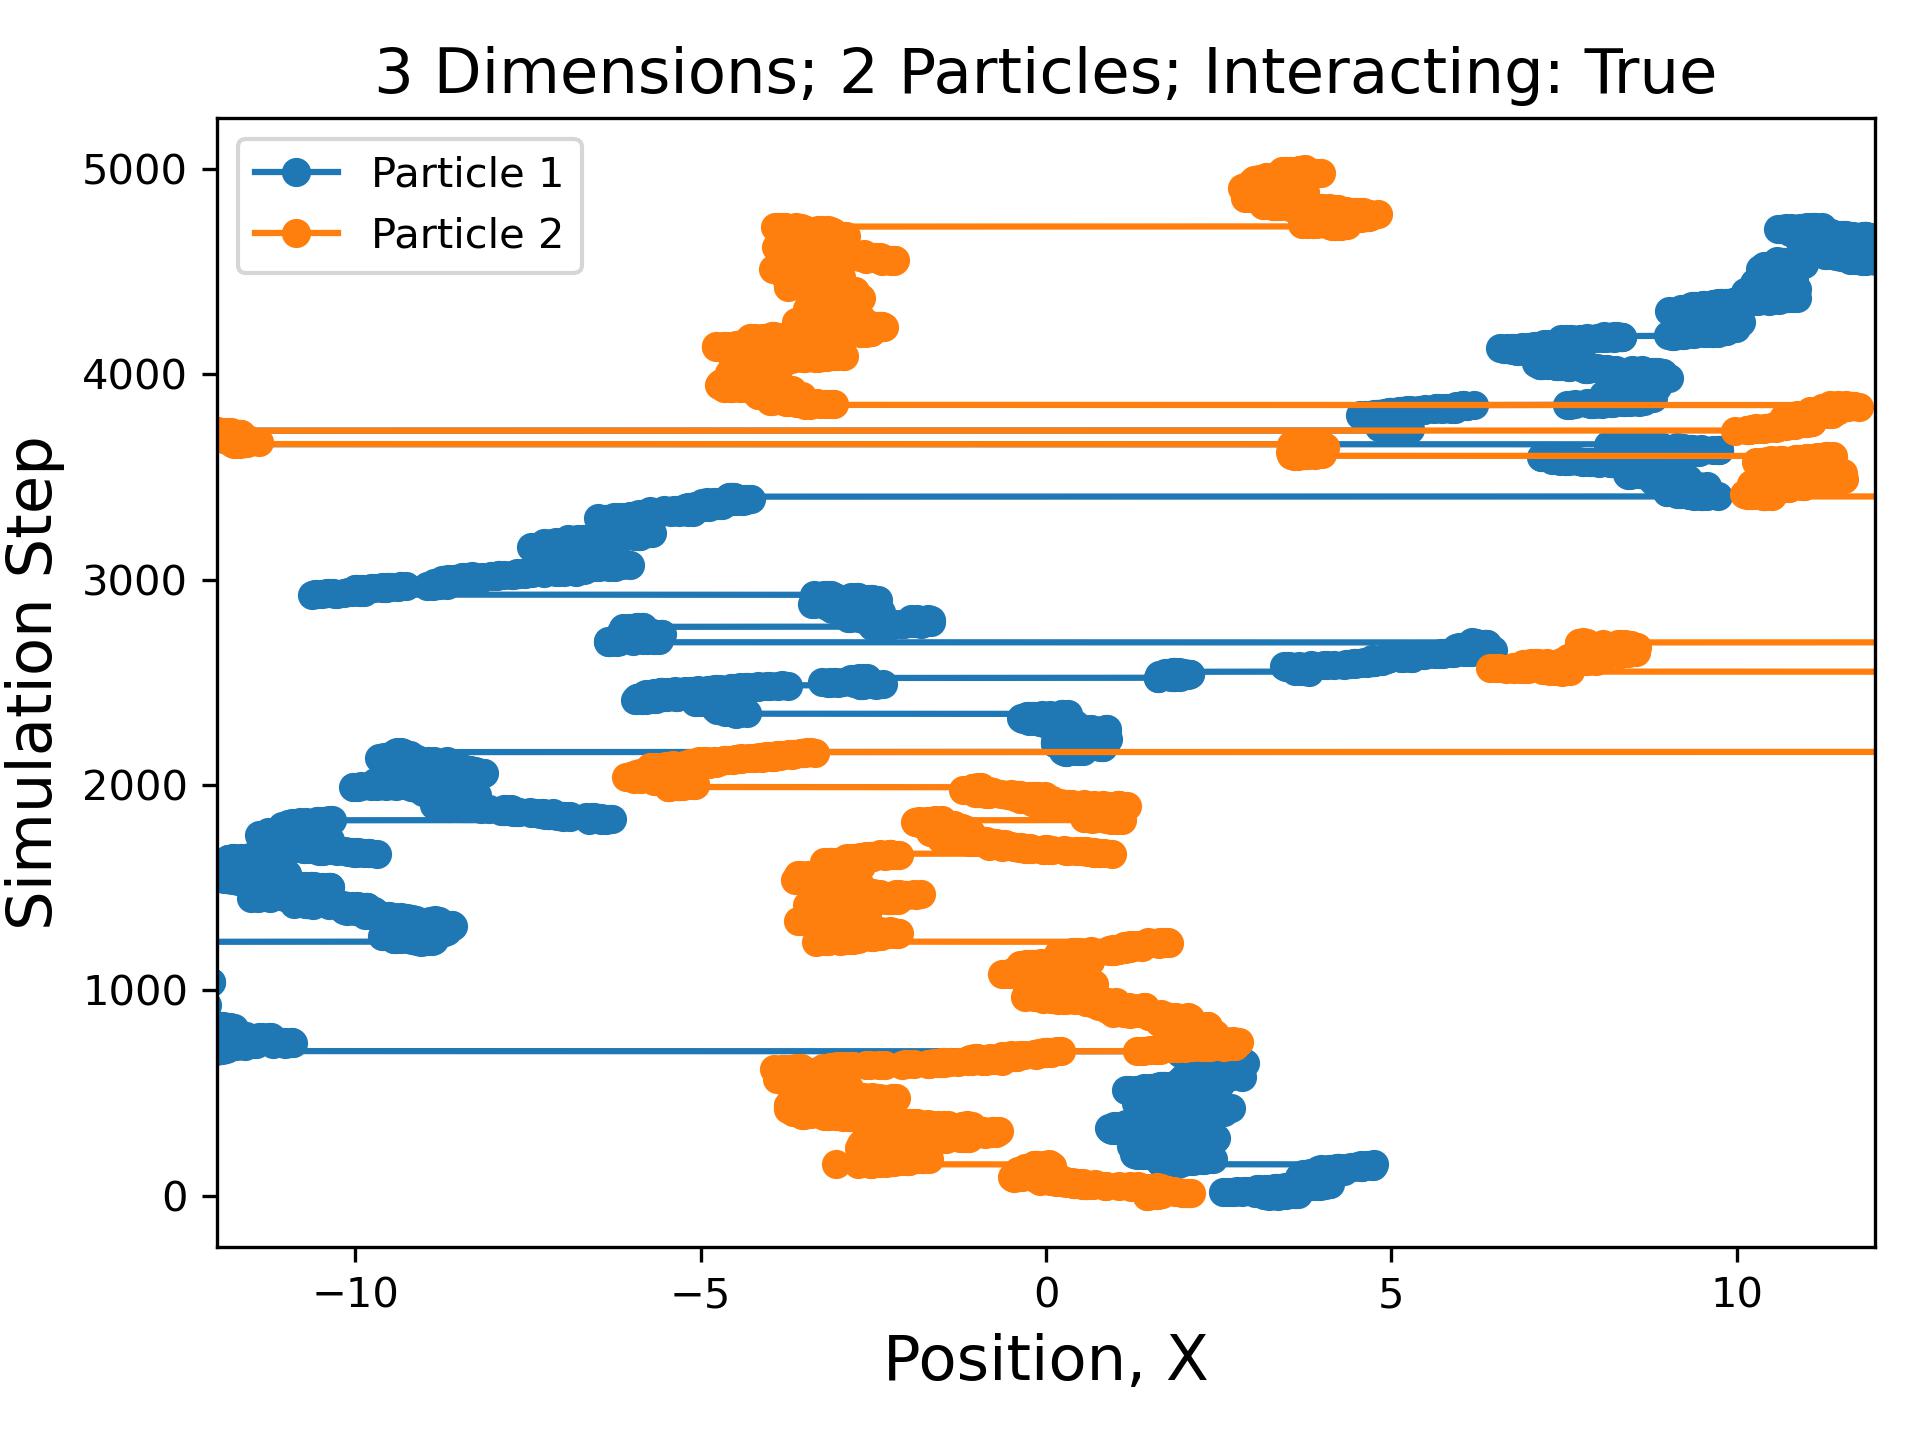 3 Dimensions; 2 Particles; Interacting: True
Particle 1
Particle 2
5000
4000
3000
2000
1000
0
Simulation Step
−10
−5
0
5
10
Position, X